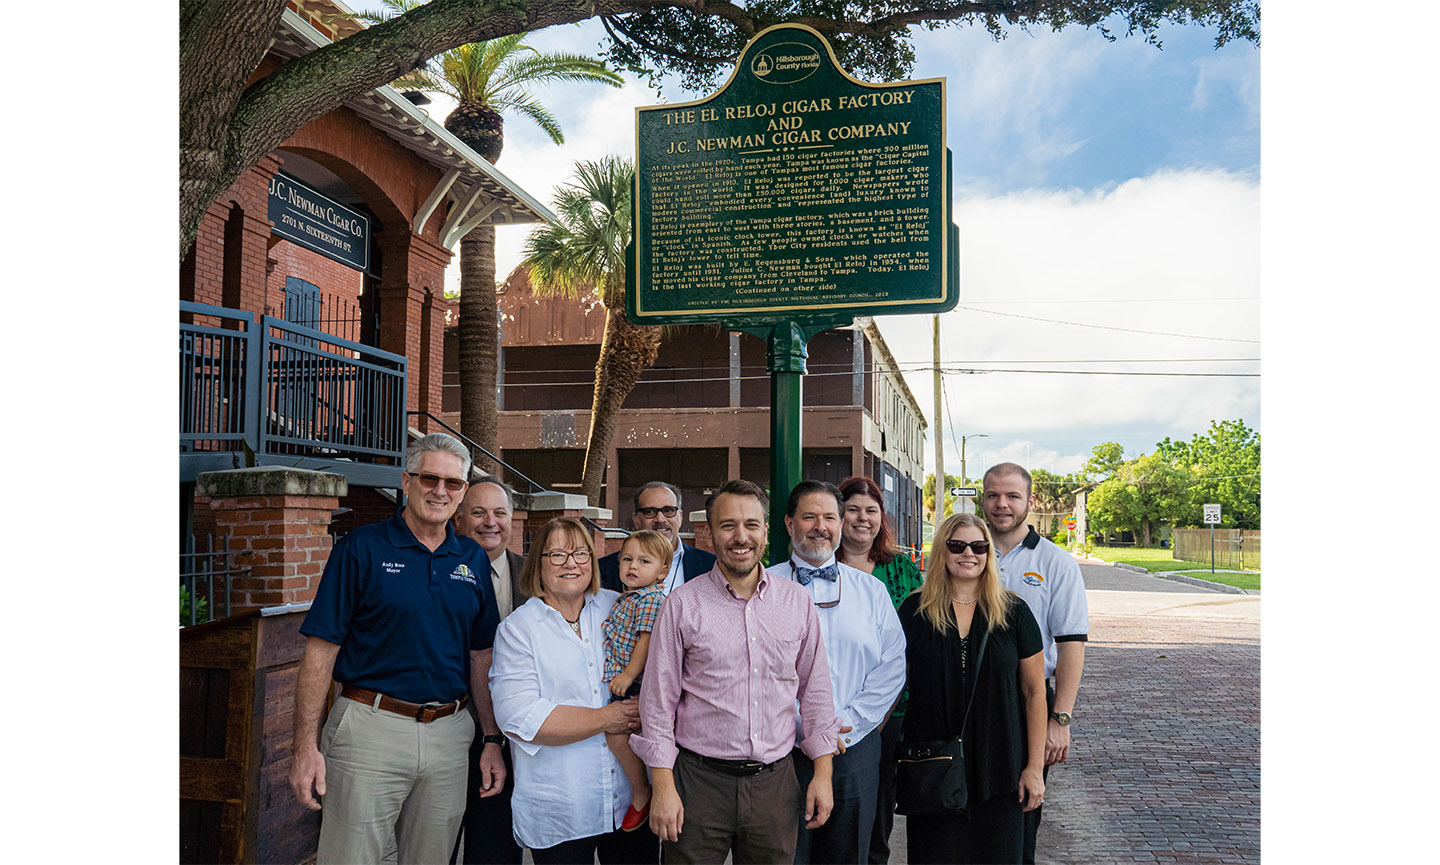 Hillsborough
County Florida
THE EL RELOJ CIGAR FACTORY
AND
J.C. NEWMAN CIGAR COMPANY
At its peak in the 1920s, Tampa had 150 cigar factories where 500 million
cigars were rolled by hand each year. Tampa was known as the "Cigar Capital
of the World." El Reloj is one of Tampa's most famous cigar factories.
When it opened in 1910, El Reloj was reported to be the largest cigar
factory in the world. It was designed for 1,000 cigar makers who
could hand roll more than 250,000 cigars daily. Newspapers wrote
that El Reloj "embodied every convenience [and] luxury known to
modern commercial construction" and "represented the highest type of
factory building."
El Reloj is exemplary of the Tampa cigar factory, which was a brick building
oriented from east to west with three stories, a basement, and a tower.
Because of its iconic clock tower, this factory is known as "El Reloj"
or "clock" in Spanish. As few people owned clocks or watches when
the factory was constructed, Ybor City residents used the bell from
El Reloj's tower to tell time.
El Reloj was built by E. Regensburg & Sons, which operated the
factory until 1951. Julius C. Newman bought El Reloj in 1954, when
he moved his cigar company from Cleveland to Tampa. Today, El Reloj
is the last working cigar factory in Tampa.
(Continued on other side)
ERECTED BY THE HILLSBOROUGH COUNTY HISTORICAL ADVISORY COUNCIL, 2022
J.C. NEWMAN CIGAR CO.
2701 N. SIXTEENTH ST.
Andy Ross
Mayor
TEMPLE TERRACE
SPEED
LIMIT
25